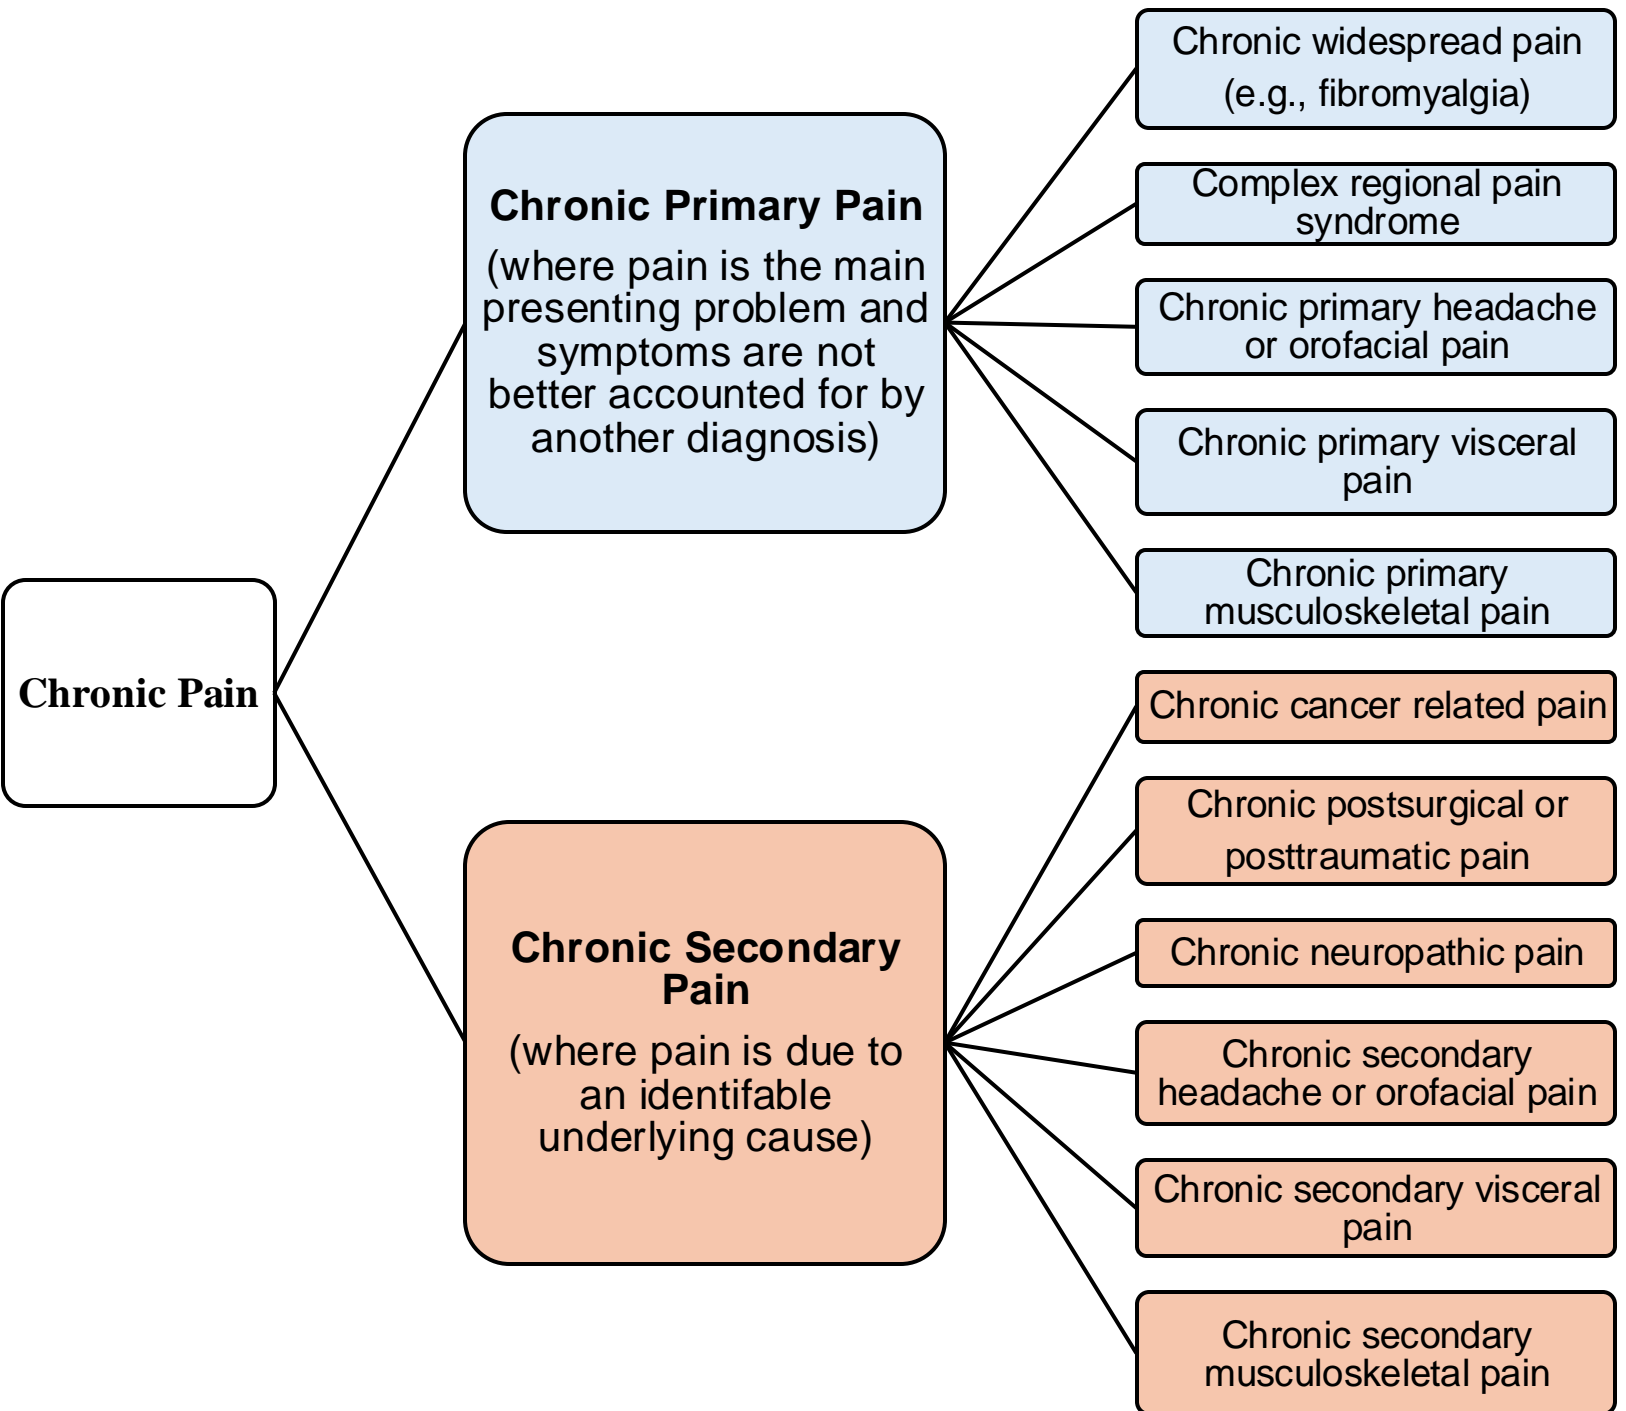 Chronic Pain
Chronic Primary Pain
(where pain is the main
presenting problem and
symptoms are not
better accounted for by
another diagnosis)
Chronic widespread pain
(e.g., fibromyalgia)
Complex regional pain
syndrome
Chronic primary headache
or orofacial pain
Chronic primary visceral
pain
Chronic primary
musculoskeletal pain
Chronic Secondary
Pain
(where pain is due to
an identifable
underlying cause)
Chronic cancer related pain
Chronic postsurgical or
posttraumatic pain
Chronic neuropathic pain
Chronic secondary
headache or orofacial pain
Chronic secondary visceral
pain
Chronic secondary
musculoskeletal pain